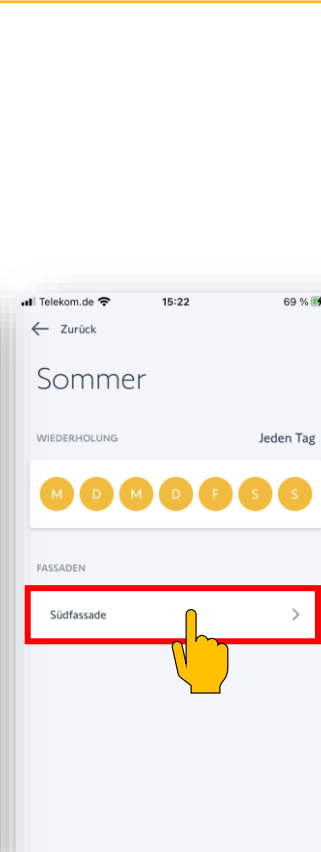 Telekom.de 15:22 69 %
Zurück
Sommer
WIEDERHOLUNG Jeden Tag
M D M D F S S
FASSADEN
Südfassade